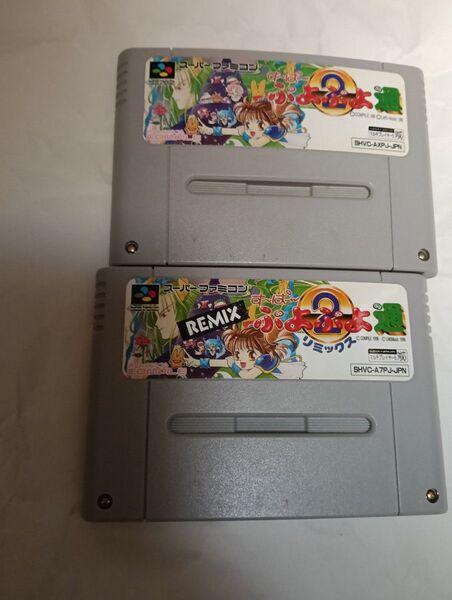 スーパーファミコン
す〜ぱ〜
ぷよぷよ通
2
SHVC-AXPJ-JPN
スーパーファミコン
す〜ぱ〜
REMIX
ぷよぷよ通
2
リミックス
SHVC-A7PJ-JPN